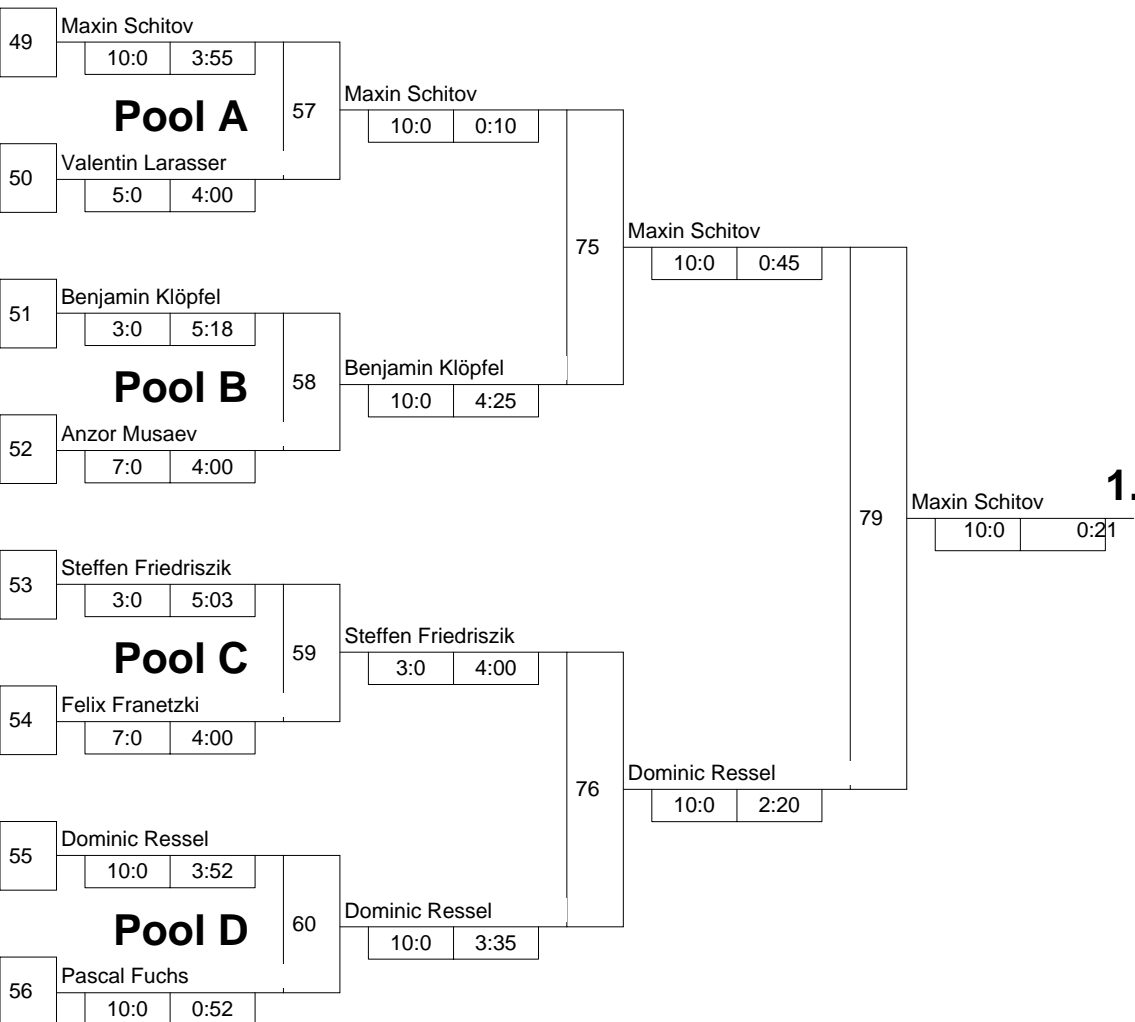 49
Maxin Schitov
10:0 3:55
Pool A
57
Maxin Schitov
10:0 0:10
50
Valentin Larasser
5:0 4:00
75
Maxin Schitov
10:0 0:45
51
Benjamin Klöpfel
3:0 5:18
Pool B
58
Benjamin Klöpfel
10:0 4:25
52
Anzor Musaev
7:0 4:00
79
Maxin Schitov
1.
10:0 0:21
53
Steffen Friedriszik
3:0 5:03
Pool C
59
Steffen Friedriszik
3:0 4:00
54
Felix Franetzki
7:0 4:00
76
Dominic Ressel
10:0 2:20
55
Dominic Ressel
10:0 3:52
Pool D
60
Dominic Ressel
10:0 3:35
56
Pascal Fuchs
10:0 0:52